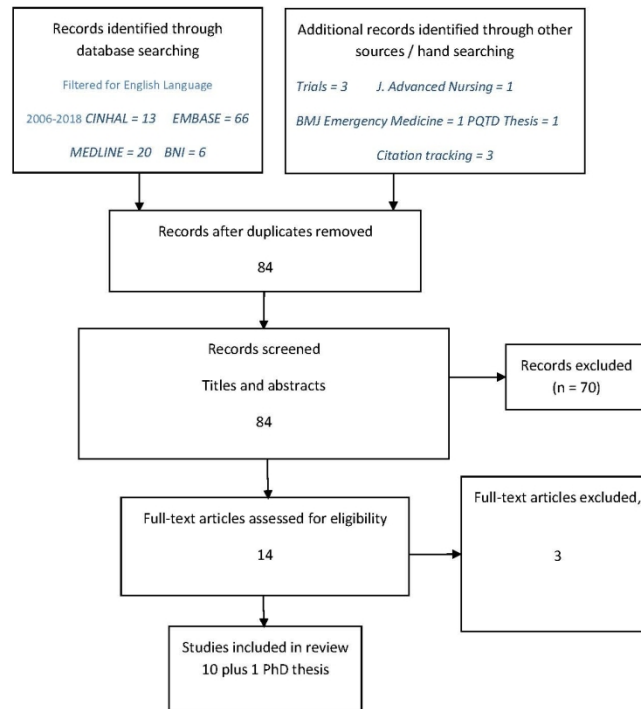 Records identified through
database searching
Filtered for English Language
2006-2018 CINHAL = 13 EMBASE = 66
MEDLINE = 20 BNI = 6
Additional records identified through other
sources / hand searching
Trials = 3 J. Advanced Nursing = 1
BMJ Emergency Medicine = 1 PQTD Thesis = 1
Citation tracking = 3
Records after duplicates removed
84
Records screened
Titles and abstracts
84
Records excluded
(n = 70)
Full-text articles assessed for eligibility
14
Full-text articles excluded,
3
Studies included in review
10 plus 1 PhD thesis